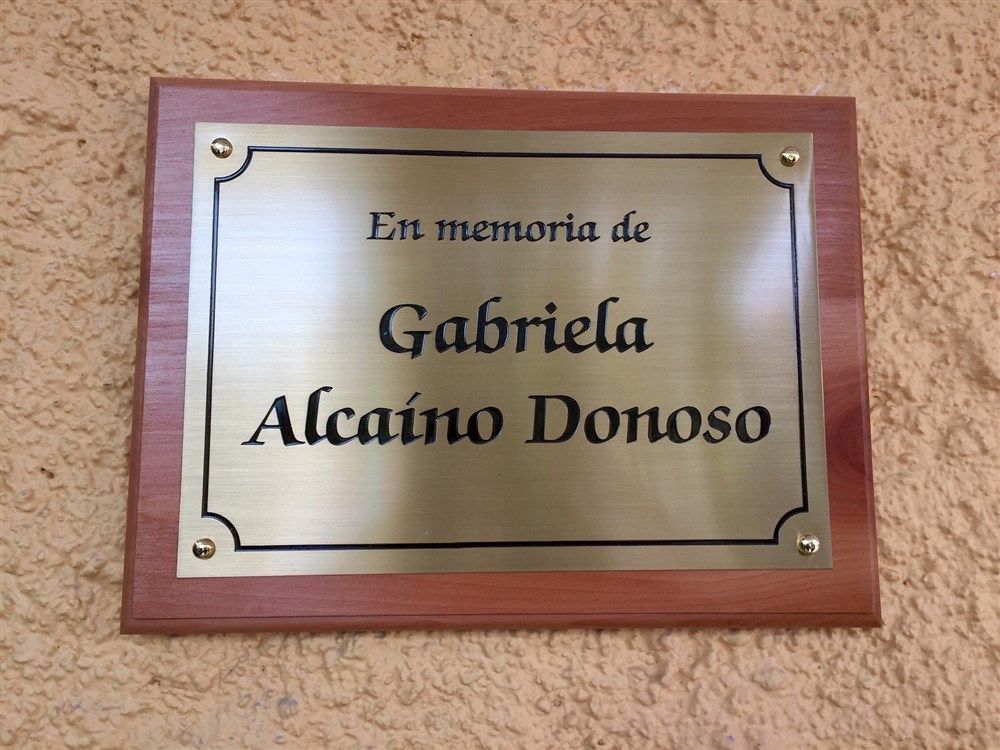 En memoria de
Gabriela
Alcaíno Donoso